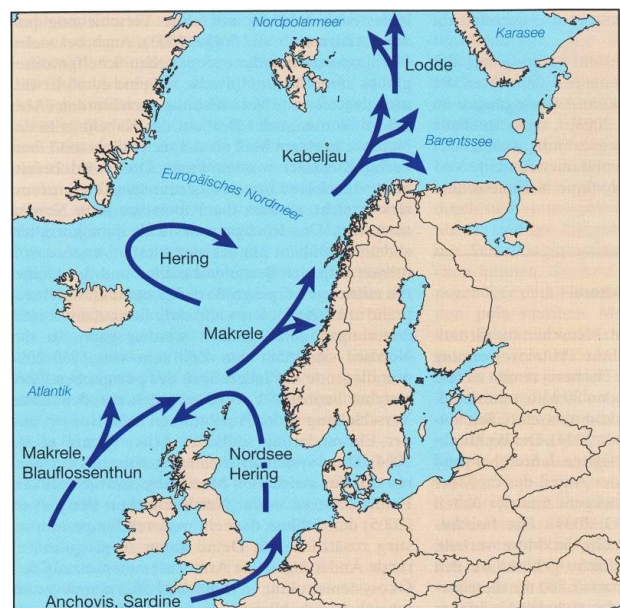 Nordpolarmeer
Karasee
Lodde
Barentssee
Kabeljau
Europäisches Nordmeer
Hering
Makrele
Atlantik
Makrele,
Blauflossenthun
Nordsee
Hering
Anchovis, Sardine